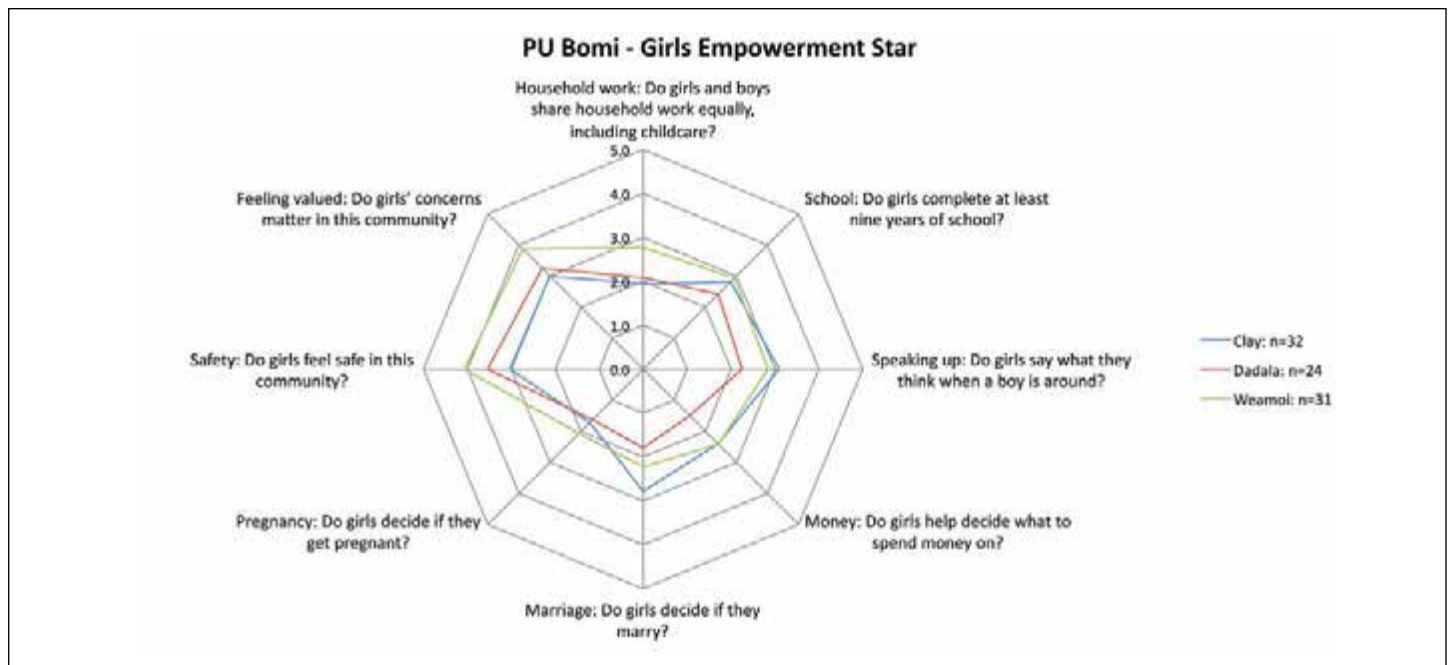 PU Bomi - Girls Empowerment Star
Household work: Do girls and boys
share household work equally,
including childcare?
5.0
4.0
3.0
2.0
1.0
0.0
School: Do girls complete at least
nine years of school?
Speaking up: Do girls say what they
think when a boy is around?
Money: Do girls help decide what to
spend money on?
Marriage: Do girls decide if they
marry?
Pregnancy: Do girls decide if they
get pregnant?
Safety: Do girls feel safe in this
community?
Feeling valued: Do girls' concerns
matter in this community?
Clay: n=32
Dadala: n=24
Weamoi: n=31